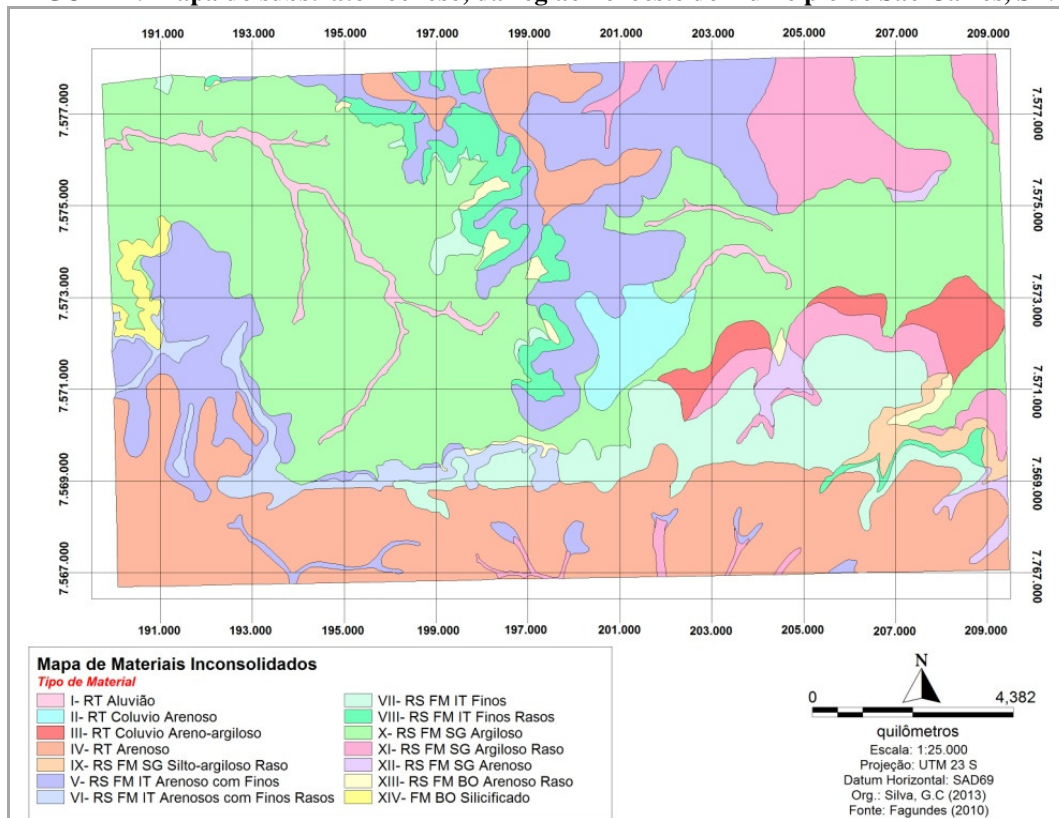 191.000 193.000 195.000 197.000 199.000 197.000 201.000 203.000 205.000 207.000 209.000
7.577.000 7.577.000
7.575.000 7.575.000
7.573.000 7.573.000
7.571.000 7.571.000
7.569.000 7.569.000
7.567.000 7.767.000
191.000 193.000 195.000 199.000 197.000 201.000 203.000 205.000 207.000 209.000
Mapa de Materiais Inconsolidados
Tipo de Material
I- RT Aluvião
II- RT Coluvio Arenoso
III- RT Coluvio Areno-argiloso
IV- RT Arenoso
IX- RS FM SG Silto-argiloso Raso
V- RS FM IT Arenoso com Finos
VI- RS FM IT Arenosos com Finos Rasos
VII- RS FM IT Finos
VIII- RS FM IT Finos Rasos
X- RS FM SG Argiloso
XI- RS FM SG Argiloso Raso
XII- RS FM SG Arenoso
XIII- RS FM BO Arenoso Raso
XIV- FM BO Silicificado
N
0 4,382
quilômetros
Escala: 1:25.000
Projeção: UTM 23 S
Datum Horizontal: SAD69
Org.: Silva, G.C (2013)
Fonte: Fagundes (2010)